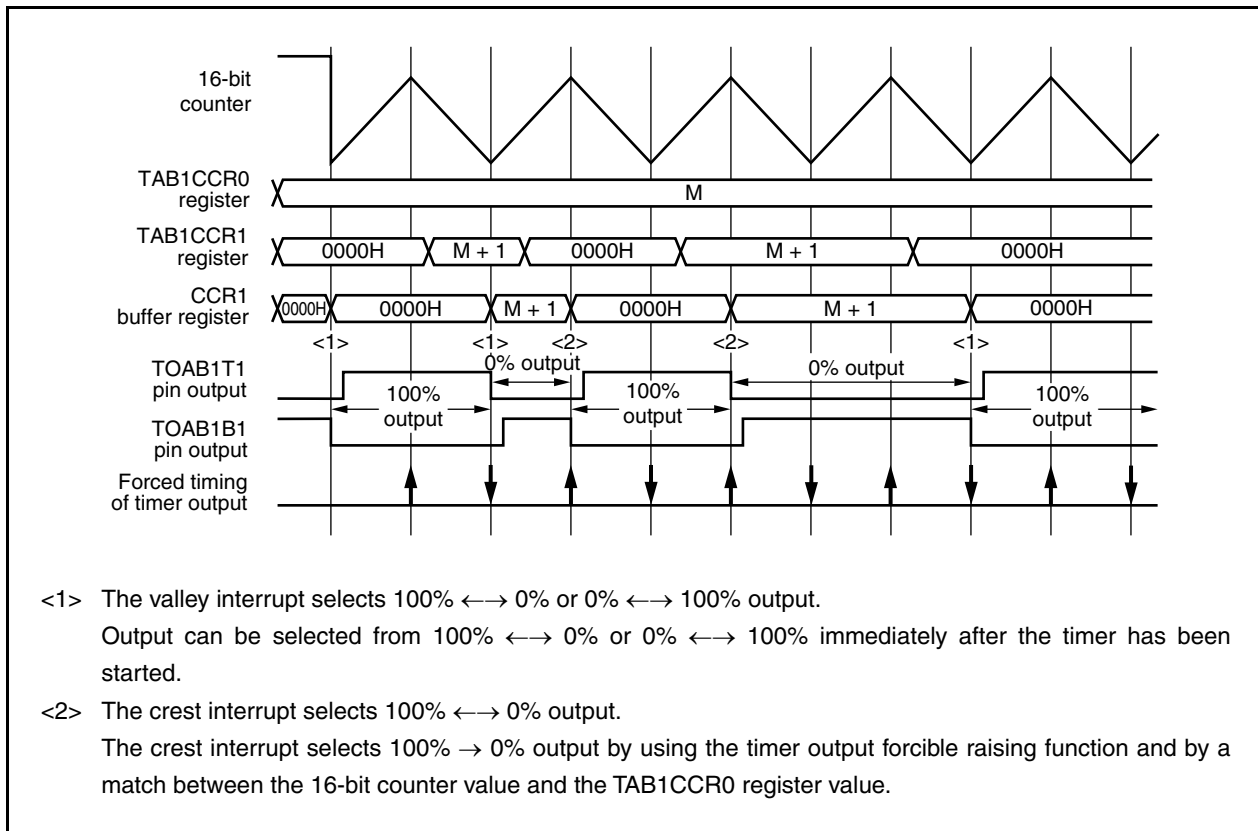 16-bit
counter
TAB1CCR0
register
M
TAB1CCR1
register
0000H
M + 1
0000H
M + 1
0000H
CCR1
buffer register
0000H
0000H
M + 1
0000H
M + 1
0000H
<1>
<1>
<2>
<2>
<1>
TOAB1T1
pin output
0% output
0% output
100%
output
100%
output
100%
output
TOAB1B1
pin output
Forced timing
of timer output
<1> The valley interrupt selects 100% ←→ 0% or 0% ←→ 100% output.
Output can be selected from 100% ←→ 0% or 0% ←→ 100% immediately after the timer has been
started.
<2> The crest interrupt selects 100% ←→ 0% output.
The crest interrupt selects 100% → 0% output by using the timer output forcible raising function and by a
match between the 16-bit counter value and the TAB1CCR0 register value.